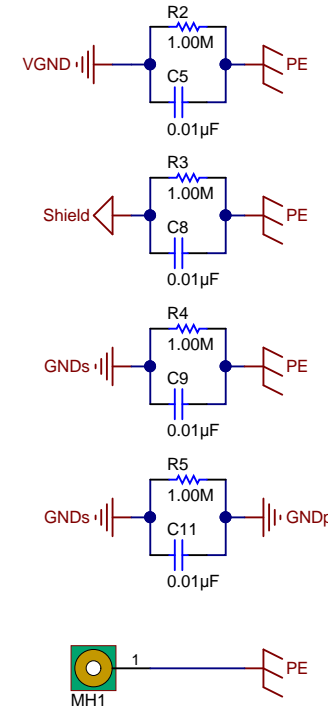 R2
1.00M
VGND
PE
C5
0.01µF
R3
1.00M
Shield
PE
C8
0.01µF
R4
1.00M
GNDs
PE
C9
0.01µF
R5
1.00M
GNDs
GNDp
C11
0.01µF
1
PE
MH1